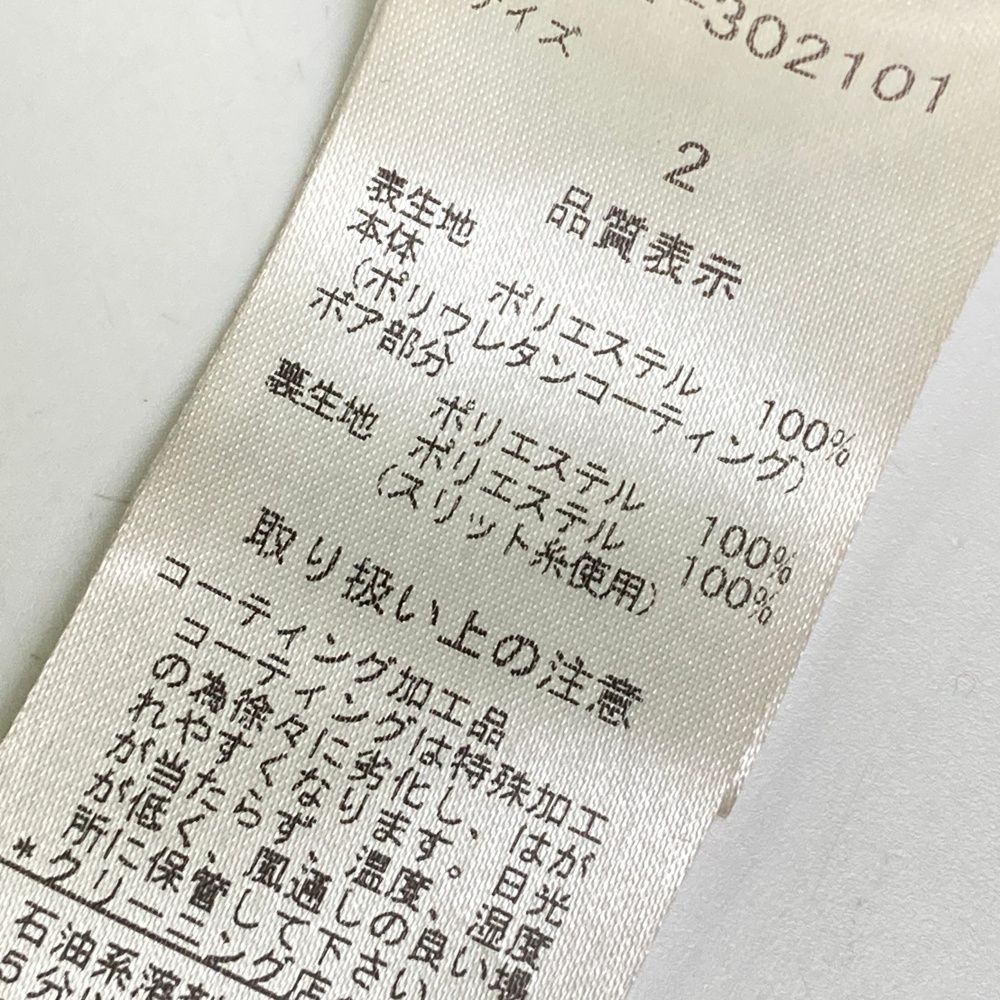 -302101
サイズ
2
品質表示
表生地
本体 ポリエステル 100%
(ポリウレタンコーティング)
ボア部分
ポリエステル 100%
裏生地 ポリエステル 100%
(スリット糸使用)
取り扱い上の注意
コーティング加工品
コーティングは特殊加工
の為徐々に劣化し、はが
れやすくなります。日光
が当たらず、温度、湿度
が低く、風通しの良い場
所に保管して下さい
*クリーニング店
石油系溶剤
5分